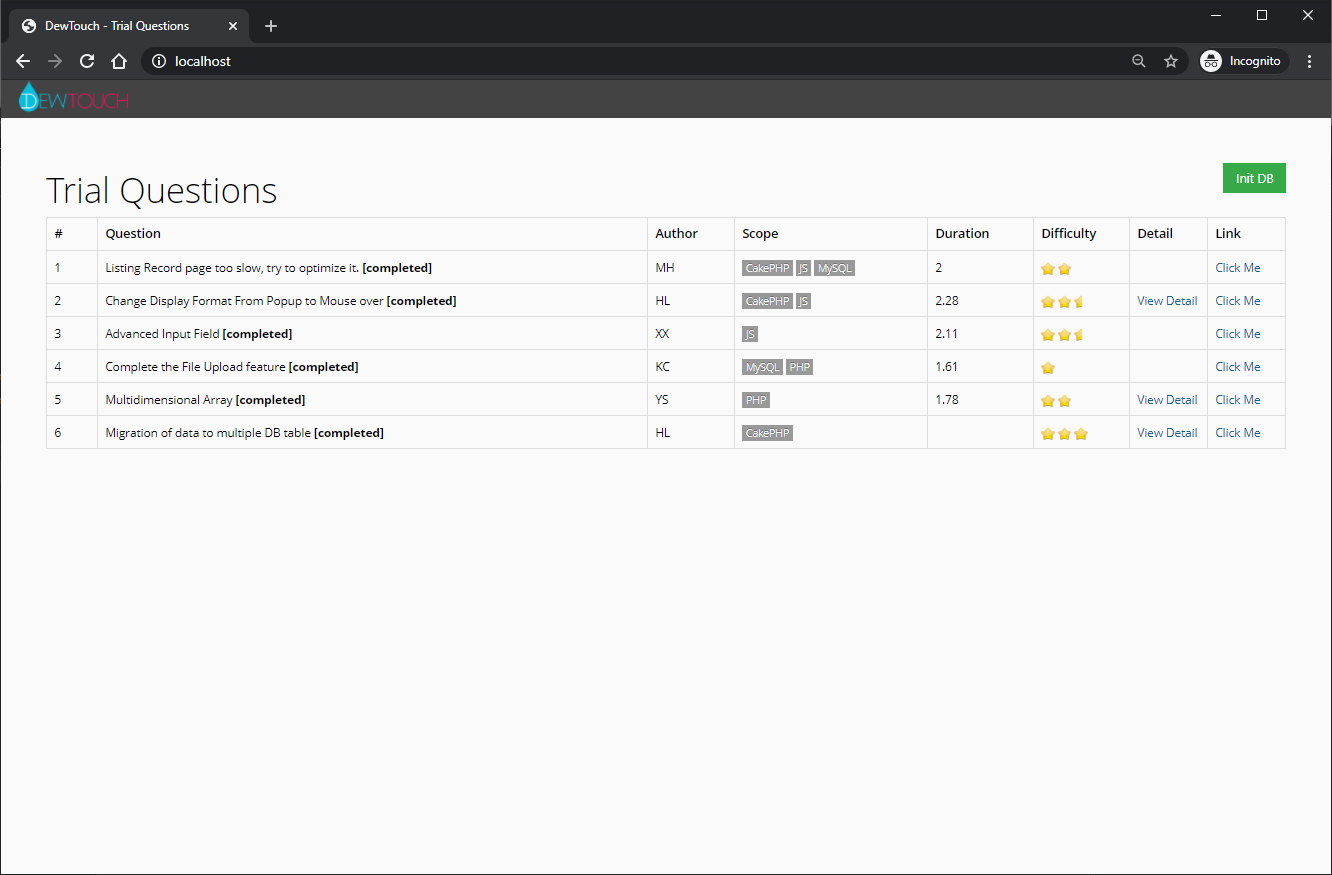 DewTouch - Trial Questions
localhost
Incognito
DEWTOUCH
Trial Questions
Init DB
# Question Author Scope Duration Difficulty Detail Link
1 Listing Record page too slow, try to optimize it. [completed] MH CakePHP JS MySQL 2 Click Me
2 Change Display Format From Popup to Mouse over [completed] HL CakePHP JS 2.28 View Detail Click Me
3 Advanced Input Field [completed] XX JS 2.11 Click Me
4 Complete the File Upload feature [completed] KC MySQL PHP 1.61 Click Me
5 Multidimensional Array [completed] YS PHP 1.78 View Detail Click Me
6 Migration of data to multiple DB table [completed] HL CakePHP View Detail Click Me